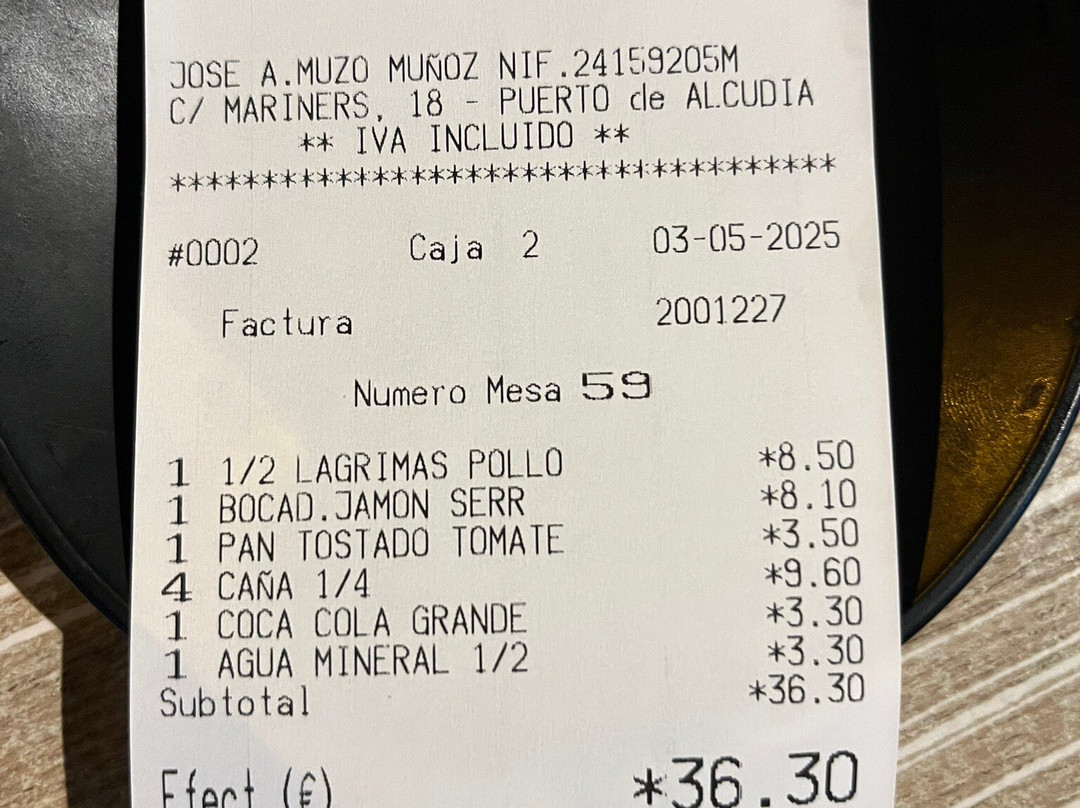 JOSE A.MUZO MUÑOZ NIF.24159205M
C/ MARINERS, 18 - PUERTO de ALCUDIA
** IVA INCLUIDO **
*************************************
#0002 Caja 2 03-05-2025
Factura 2001227
Numero Mesa 59
1 1/2 LAGRIMAS POLLO *8.50
1 BOCAD.JAMON SERR *8.10
1 PAN TOSTADO TOMATE *3.50
4 CAÑA 1/4 *9.60
1 COCA COLA GRANDE *3.30
1 AGUA MINERAL 1/2 *3.30
Subtotal *36.30
Efect (€) *36.30